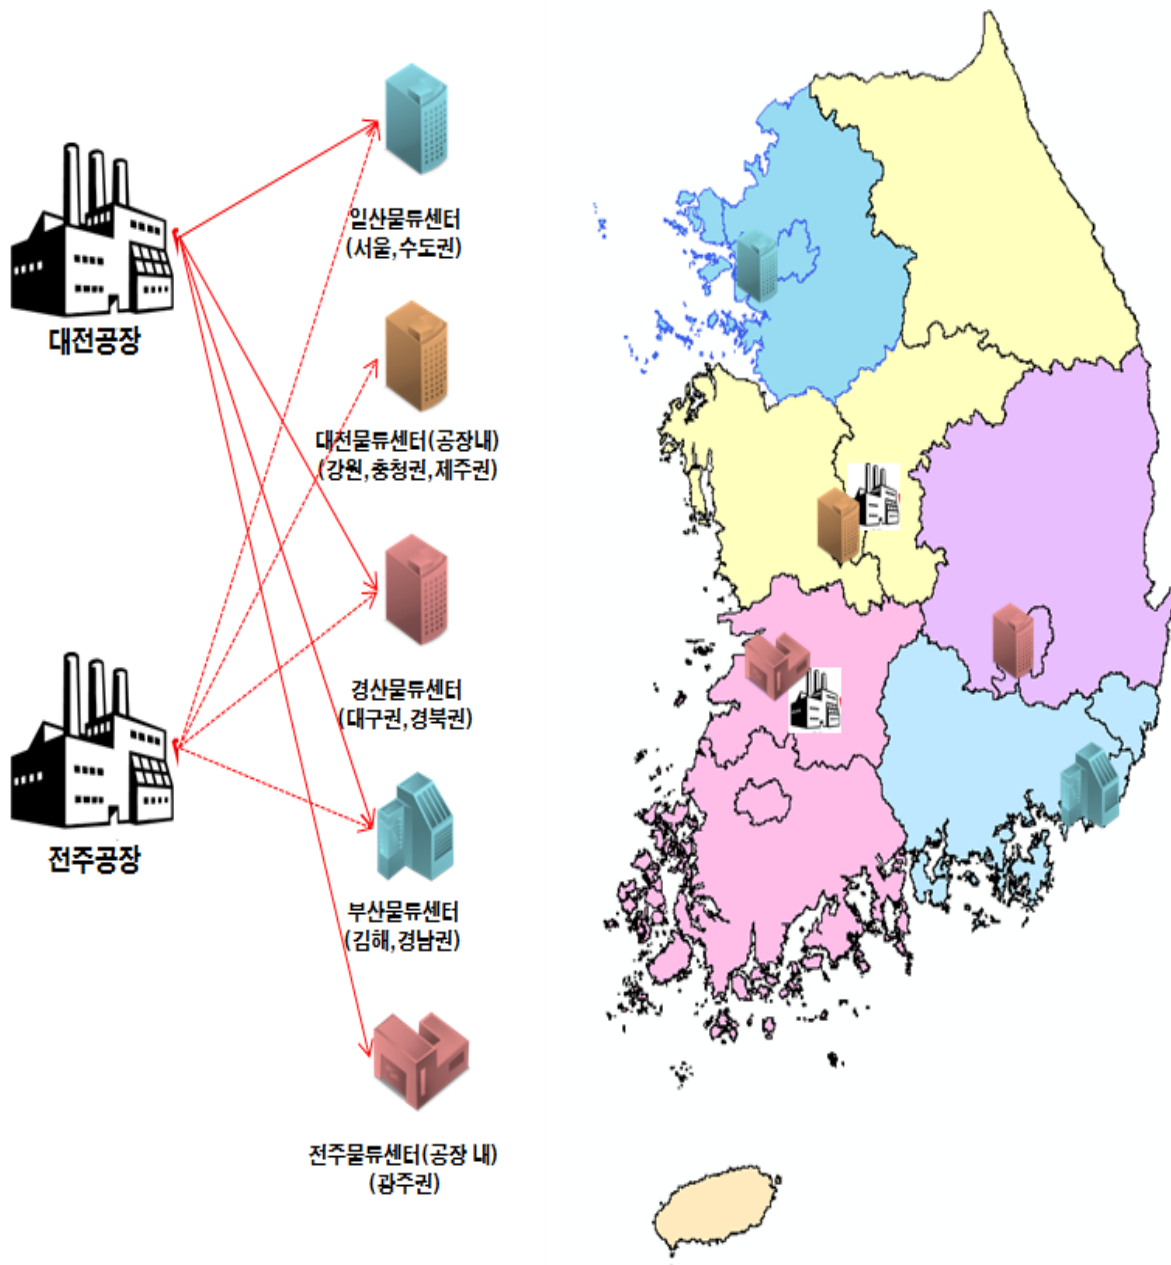 대전공장
전주공장
일산물류센터
(서울,수도권)
대전물류센터(공장내)
(강원,충청권,제주권)
경산물류센터
(대구권,경북권)
부산물류센터
(김해,경남권)
전주물류센터(공장 내)
(광주권)